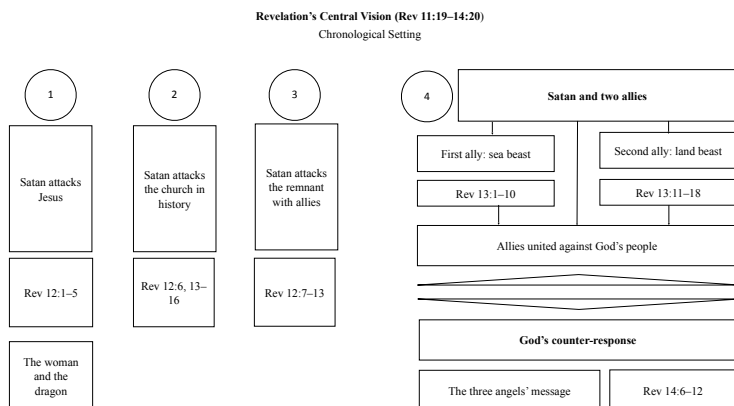 Revelation's Central Vision (Rev 11:19–14:20)
Chronological Setting
1
Satan attacks
Jesus
Rev 12:1–5
The woman
and the
dragon
2
Satan attacks
the church in
history
Rev 12:6, 13–
16
3
Satan attacks
the remnant
with allies
Rev 12:7–13
4
Satan and two allies
First ally: sea beast
Second ally: land beast
Rev 13:1–10
Rev 13:11–18
Allies united against God's people
God's counter-response
The three angels' message
Rev 14:6–12